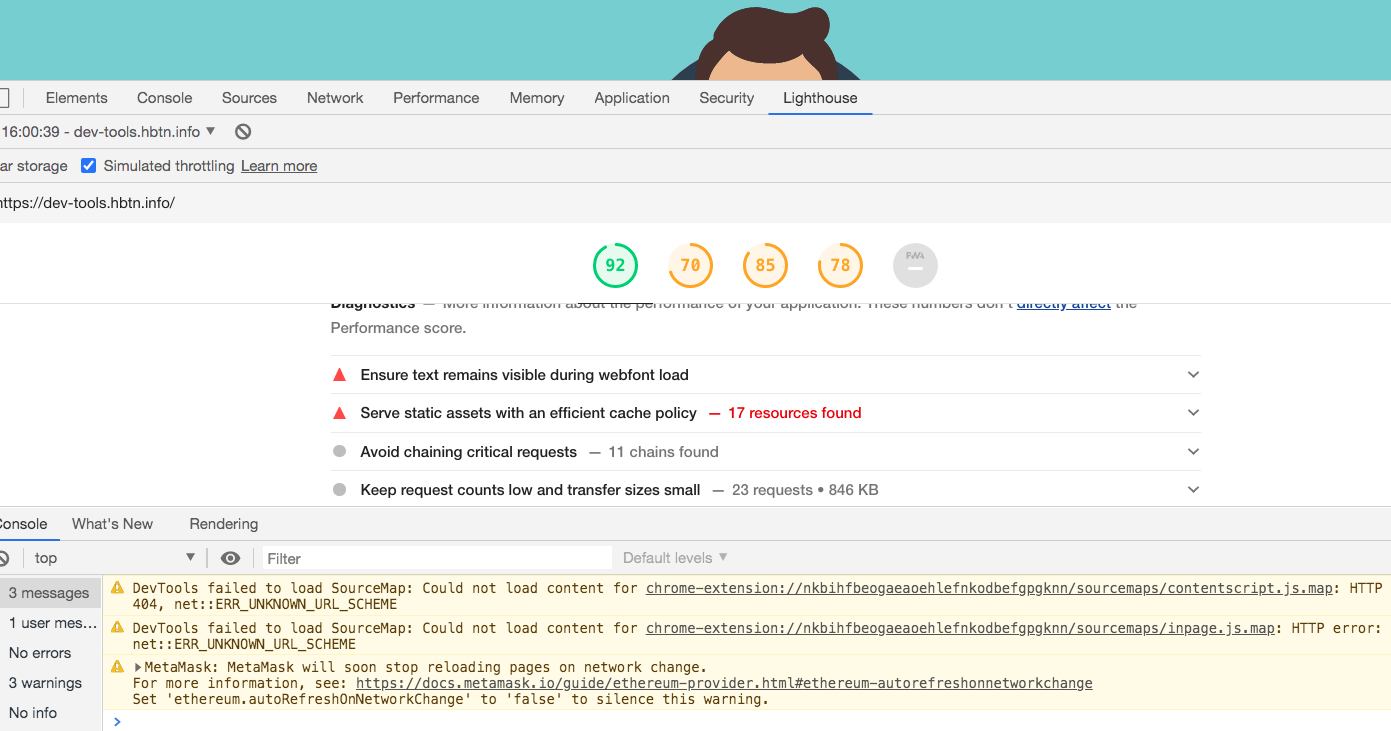 Elements Console Sources Network Performance Memory Application Security Lighthouse
16:00:39 - dev-tools.hbtn.info ▼
ar storage Simulated throttling Learn more
https://dev-tools.hbtn.info/
92 70 85 78 PWA
Diagnostics — More information about the performance of your application. These numbers don't directly affect the
Performance score.
Ensure text remains visible during webfont load
Serve static assets with an efficient cache policy — 17 resources found
Avoid chaining critical requests — 11 chains found
Keep request counts low and transfer sizes small — 23 requests • 846 KB
Console What's New Rendering
top ▼ Filter Default levels ▼
3 messages
1 user mes...
No errors
3 warnings
No info
DevTools failed to load SourceMap: Could not load content for chrome-extension://nkbihfbeogaeaoehlefnkodbefgpgknn/sourcemaps/contentscript.js.map: HTTP
404, net::ERR_UNKNOWN_URL_SCHEME
DevTools failed to load SourceMap: Could not load content for chrome-extension://nkbihfbeogaeaoehlefnkodbefgpgknn/sourcemaps/inpage.js.map: HTTP error:
net::ERR_UNKNOWN_URL_SCHEME
MetaMask: MetaMask will soon stop reloading pages on network change.
For more information, see: https://docs.metamask.io/guide/ethereum-provider.html#ethereum-autorefreshonnetworkchange
Set 'ethereum.autoRefreshOnNetworkChange' to 'false' to silence this warning.